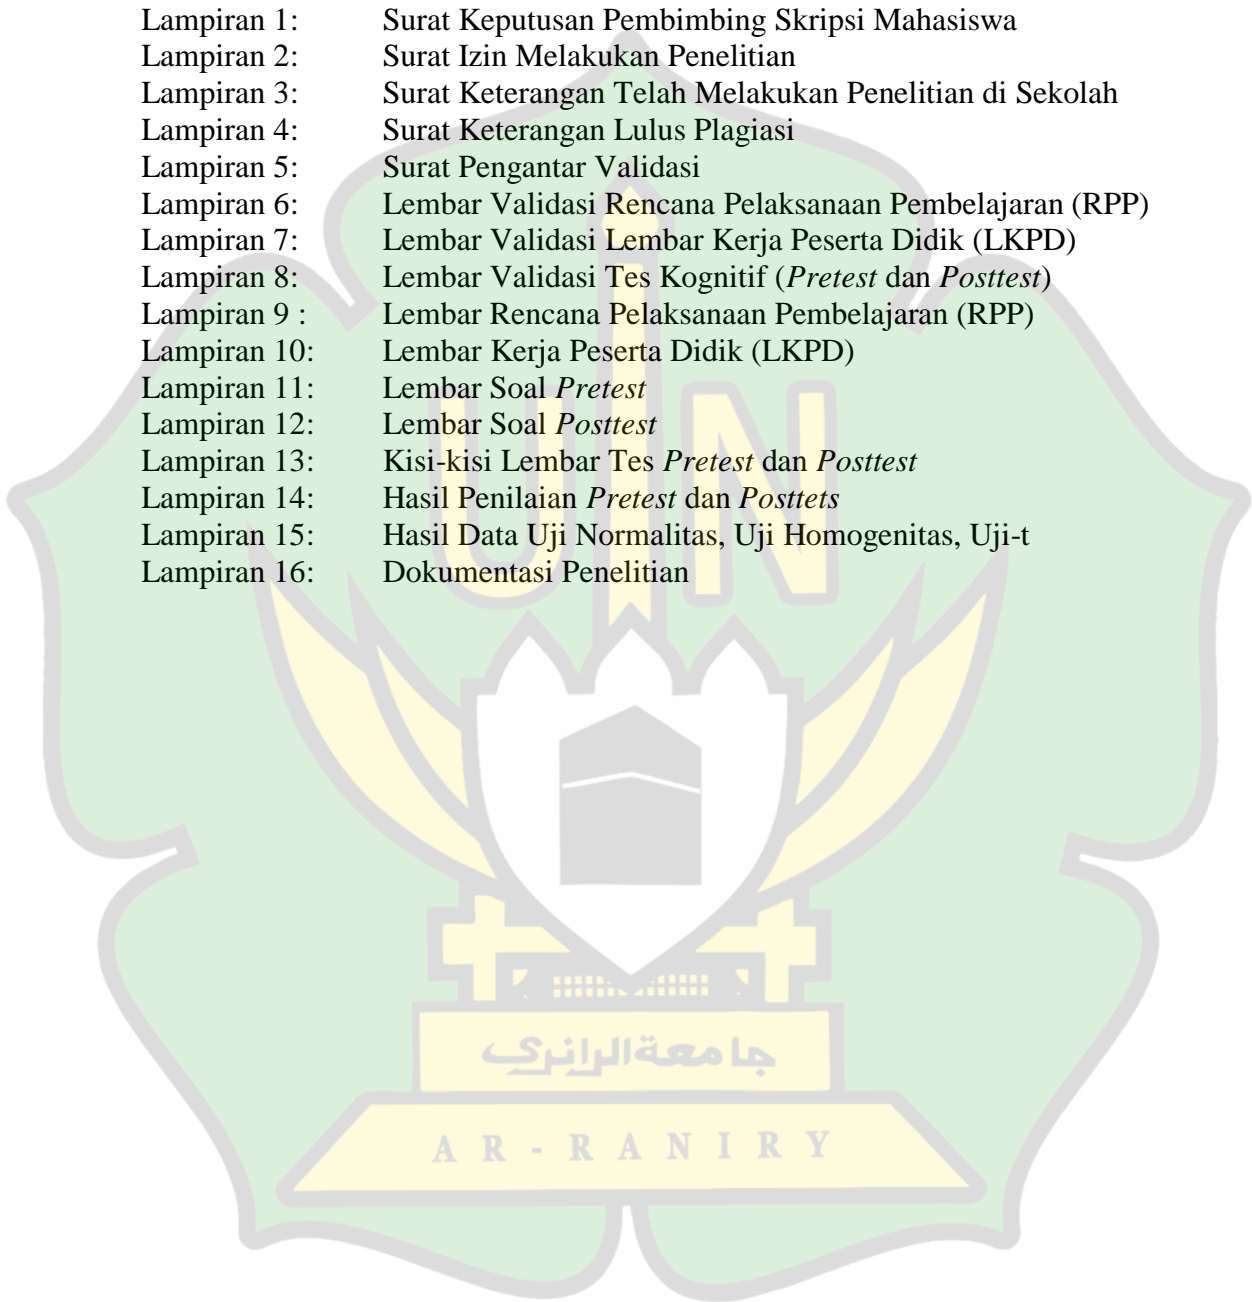 Lampiran 1: Surat Keputusan Pembimbing Skripsi Mahasiswa
Lampiran 2: Surat Izin Melakukan Penelitian
Lampiran 3: Surat Keterangan Telah Melakukan Penelitian di Sekolah
Lampiran 4: Surat Keterangan Lulus Plagiasi
Lampiran 5: Surat Pengantar Validasi
Lampiran 6: Lembar Validasi Rencana Pelaksanaan Pembelajaran (RPP)
Lampiran 7: Lembar Validasi Lembar Kerja Peserta Didik (LKPD)
Lampiran 8: Lembar Validasi Tes Kognitif (Pretest dan Posttest)
Lampiran 9 : Lembar Rencana Pelaksanaan Pembelajaran (RPP)
Lampiran 10: Lembar Kerja Peserta Didik (LKPD)
Lampiran 11: Lembar Soal Pretest
Lampiran 12: Lembar Soal Posttest
Lampiran 13: Kisi-kisi Lembar Tes Pretest dan Posttest
Lampiran 14: Hasil Penilaian Pretest dan Posttets
Lampiran 15: Hasil Data Uji Normalitas, Uji Homogenitas, Uji-t
Lampiran 16: Dokumentasi Penelitian
UIN
جامعة الرانري
AR-RANIRY